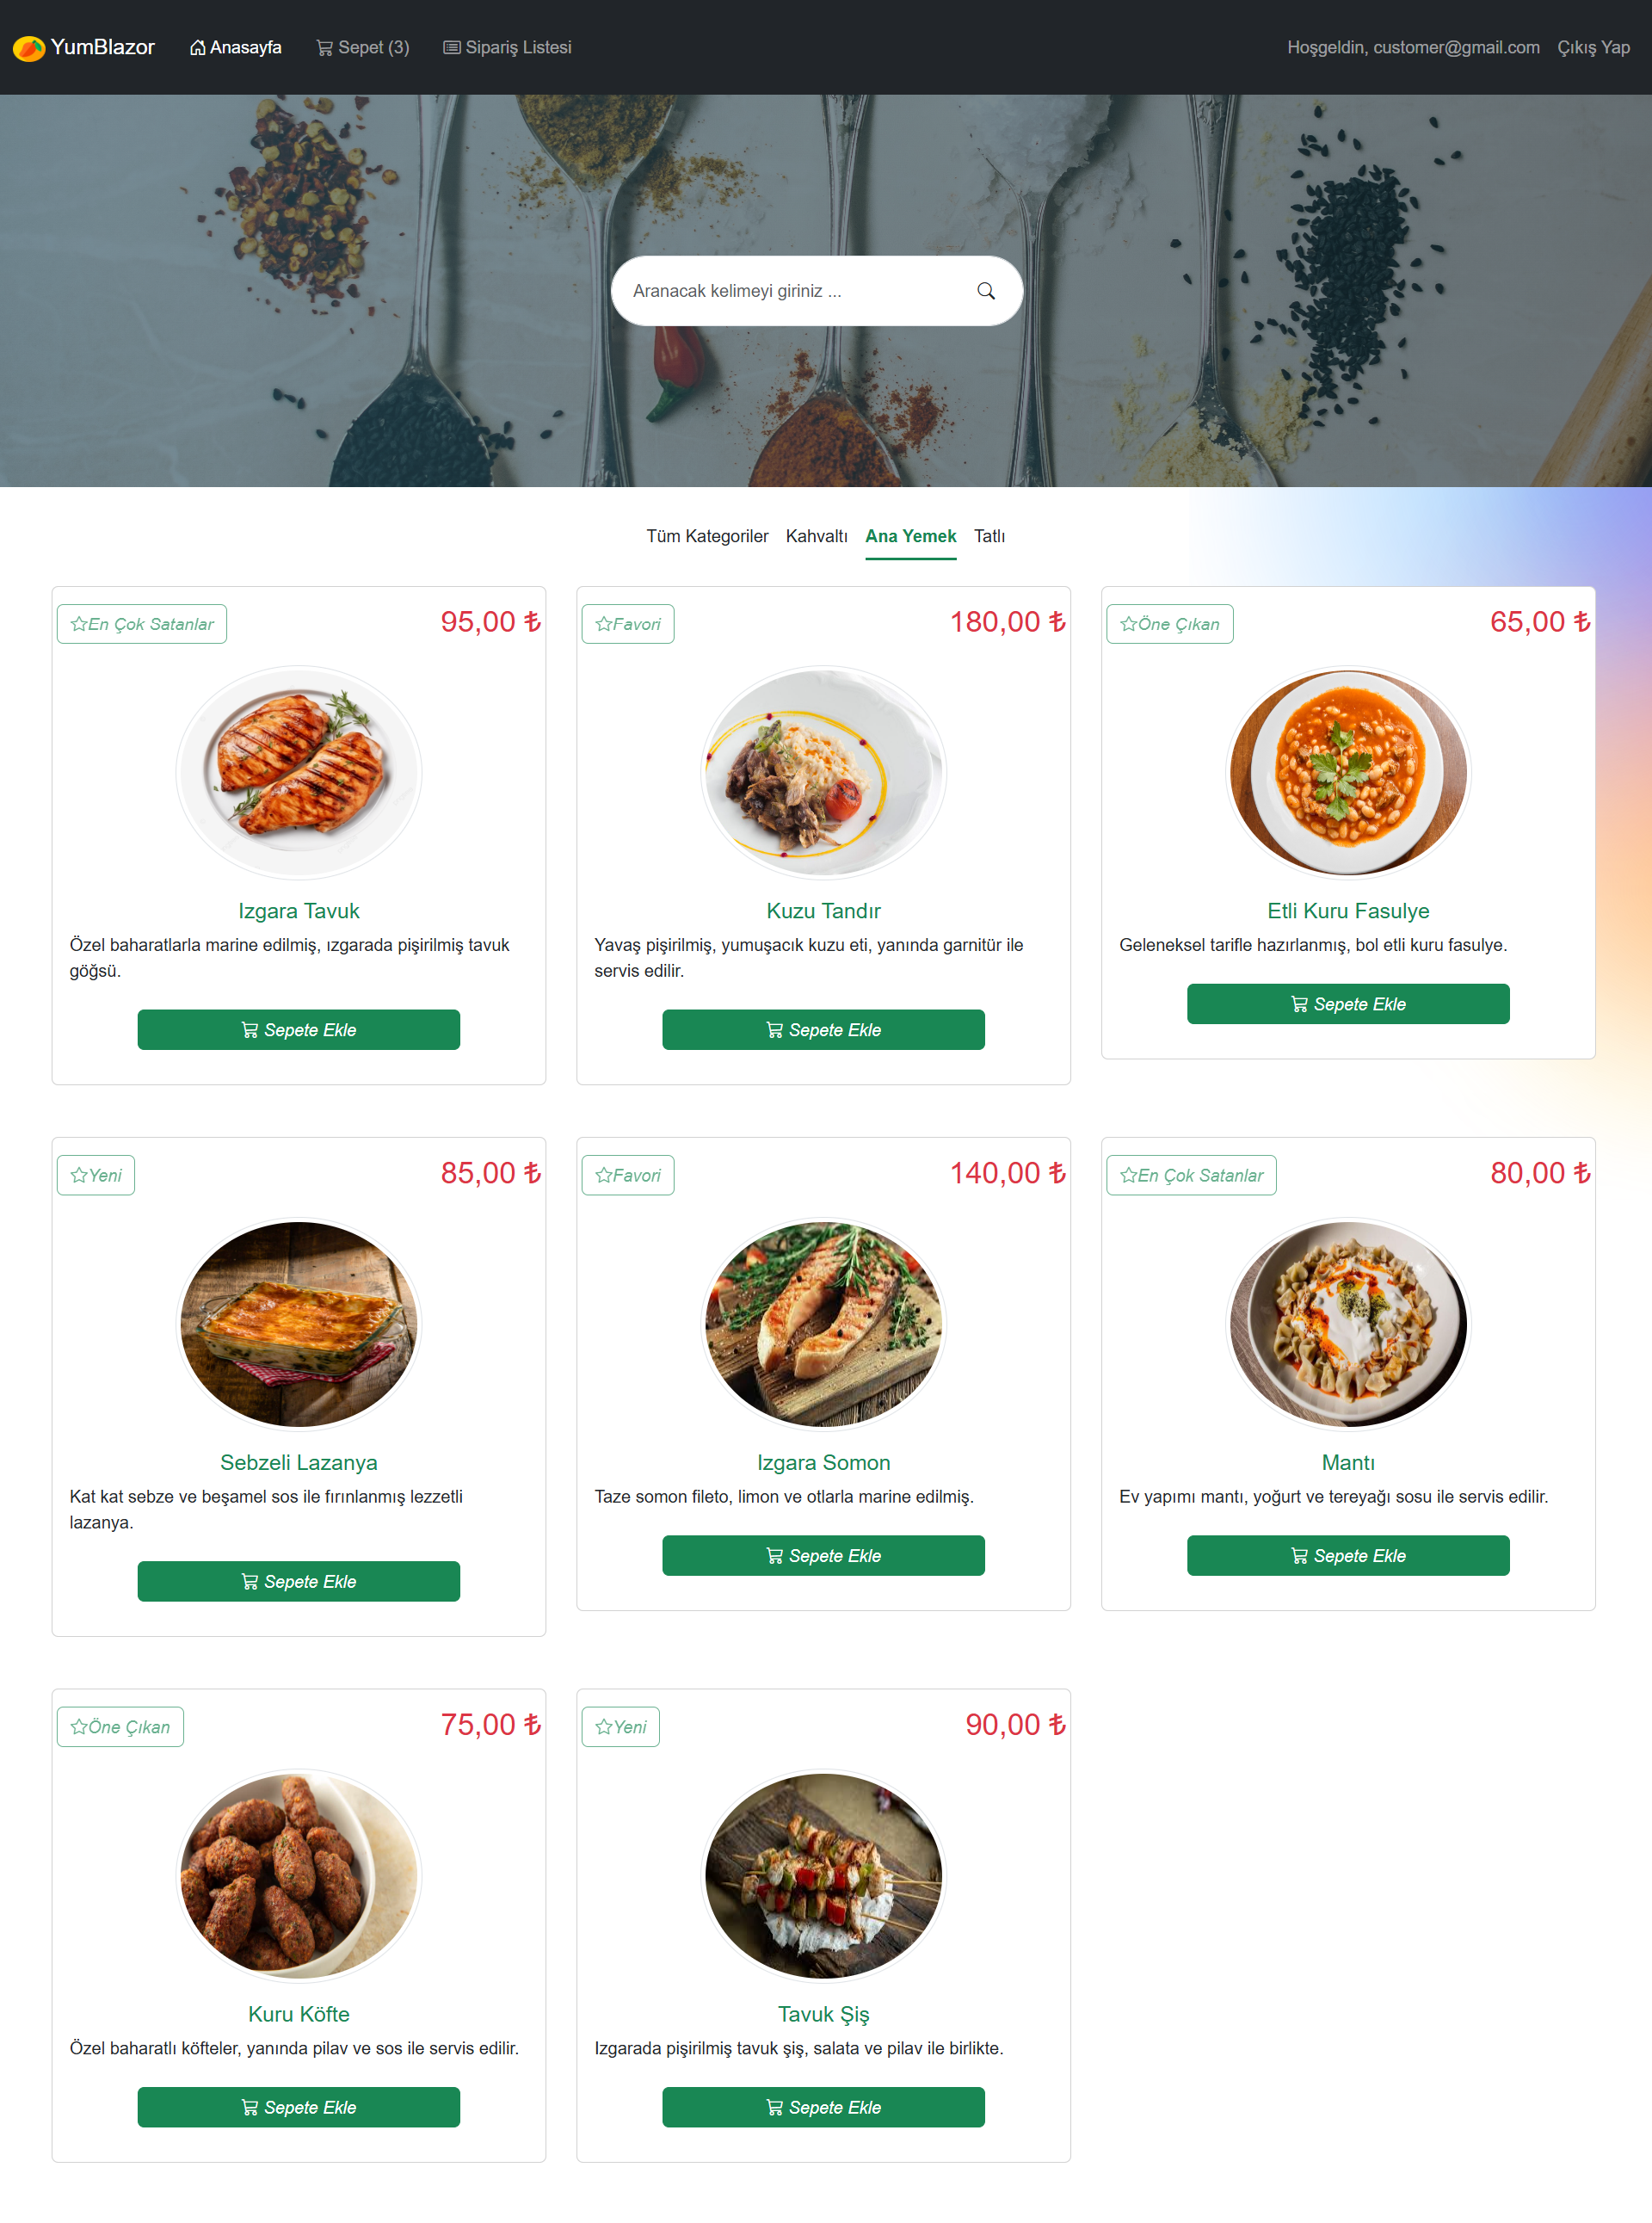 YumBlazor
Anasayfa
Sepet (3)
Sipariş Listesi
Hoşgeldin, customer@gmail.com
Çıkış Yap
Aranacak kelimeyi giriniz ...
Tüm Kategoriler
Kahvaltı
Ana Yemek
Tatlı
En Çok Satanlar
95,00 ₺
Izgara Tavuk
Özel baharatlarla marine edilmiş, ızgarada pişirilmiş tavuk
göğsü.
Sepete Ekle
Favori
180,00 ₺
Kuzu Tandır
Yavaş pişirilmiş, yumuşacık kuzu eti, yanında garnitür ile
servis edilir.
Sepete Ekle
Öne Çıkan
65,00 ₺
Etli Kuru Fasulye
Geleneksel tarifle hazırlanmış, bol etli kuru fasulye.
Sepete Ekle
Yeni
85,00 ₺
Sebzeli Lazanya
Kat kat sebze ve beşamel sos ile fırınlanmış lezzetli
lazanya.
Sepete Ekle
Favori
140,00 ₺
Izgara Somon
Taze somon fileto, limon ve otlarla marine edilmiş.
Sepete Ekle
En Çok Satanlar
80,00 ₺
Mantı
Ev yapımı mantı, yoğurt ve tereyağı sosu ile servis edilir.
Sepete Ekle
Öne Çıkan
75,00 ₺
Kuru Köfte
Özel baharatlı köfteler, yanında pilav ve sos ile servis edilir.
Sepete Ekle
Yeni
90,00 ₺
Tavuk Şiş
Izgarada pişirilmiş tavuk şiş, salata ve pilav ile birlikte.
Sepete Ekle